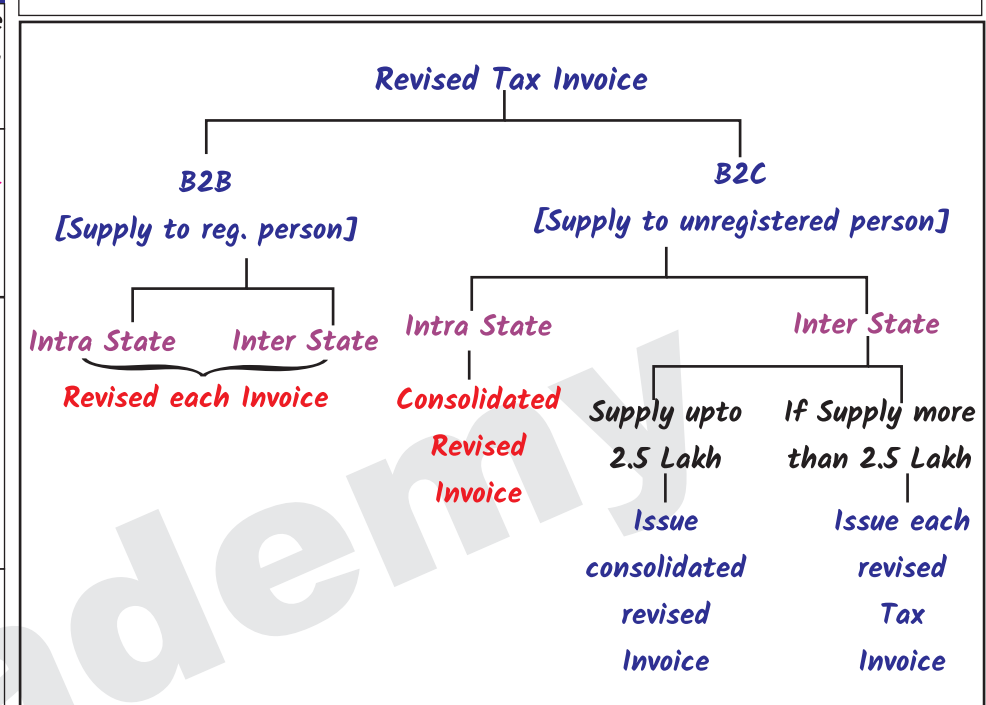 Revised Tax Invoice
B2B
[Supply to reg. person]
Intra State
Inter State
Revised each Invoice
B2C
[Supply to unregistered person]
Intra State
Consolidated
Revised
Invoice
Inter State
Supply upto
2.5 Lakh
Issue
consolidated
revised
Invoice
If Supply more
than 2.5 Lakh
Issue each
revised
Tax
Invoice
ademy